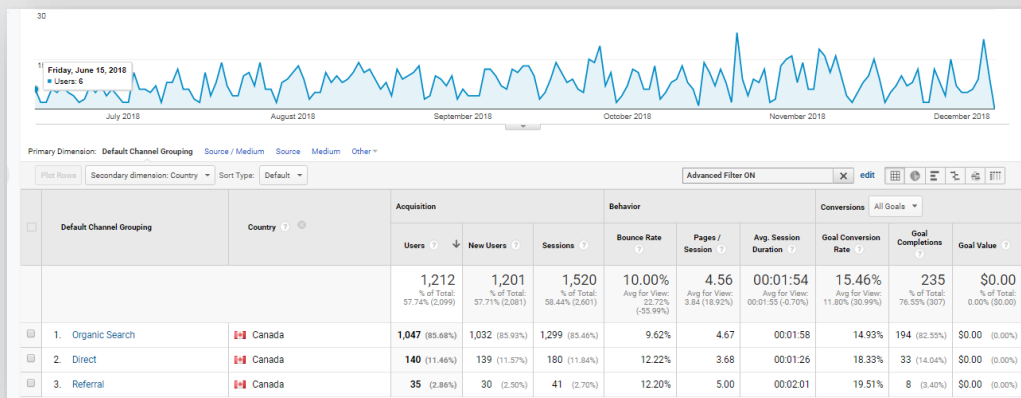 30
Friday, June 15, 2018
Users: 6
July 2018 August 2018 September 2018 October 2018 November 2018 December 2018
Primary Dimension: Default Channel Grouping Source / Medium Source Medium Other
Plot Rows Secondary dimension: Country Sort Type: Default Advanced Filter ON edit
Acquisition Behavior Conversions All Goals
Default Channel Grouping Country Users New Users Sessions Bounce Rate Pages / Session Avg. Session Duration Goal Conversion Rate Goal Completions Goal Value
1,212 1,201 1,520 10.00% 4.56 00:01:54 15.46% 235 $0.00
% of Total: % of Total: % of Total: Avg for View: Avg for View: Avg for View: Avg for View: % of Total: % of Total:
57.74% (2,099) 57.71% (2,081) 58.44% (2,601) 22.72% 3.84 (18.92%) 00:01:55 (-0.70%) 11.80% (30.99%) 76.55% (307) 0.00% ($0.00)
(-55.99%)
1. Organic Search Canada 1,047 (85.68%) 1,032 (85.93%) 1,299 (85.46%) 9.62% 4.67 00:01:58 14.93% 194 (82.55%) $0.00 (0.00%)
2. Direct Canada 140 (11.46%) 139 (11.57%) 180 (11.84%) 12.22% 3.68 00:01:26 18.33% 33 (14.04%) $0.00 (0.00%)
3. Referral Canada 35 (2.86%) 30 (2.50%) 41 (2.70%) 12.20% 5.00 00:02:01 19.51% 8 (3.40%) $0.00 (0.00%)